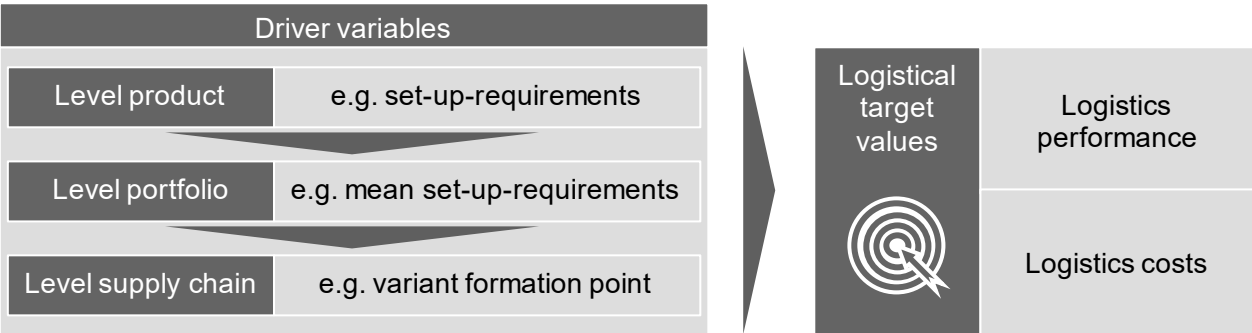 Driver variables
Level product
e.g. set-up-requirements
Level portfolio
e.g. mean set-up-requirements
Level supply chain
e.g. variant formation point
Logistical
target
values
Logistics
performance
Logistics costs